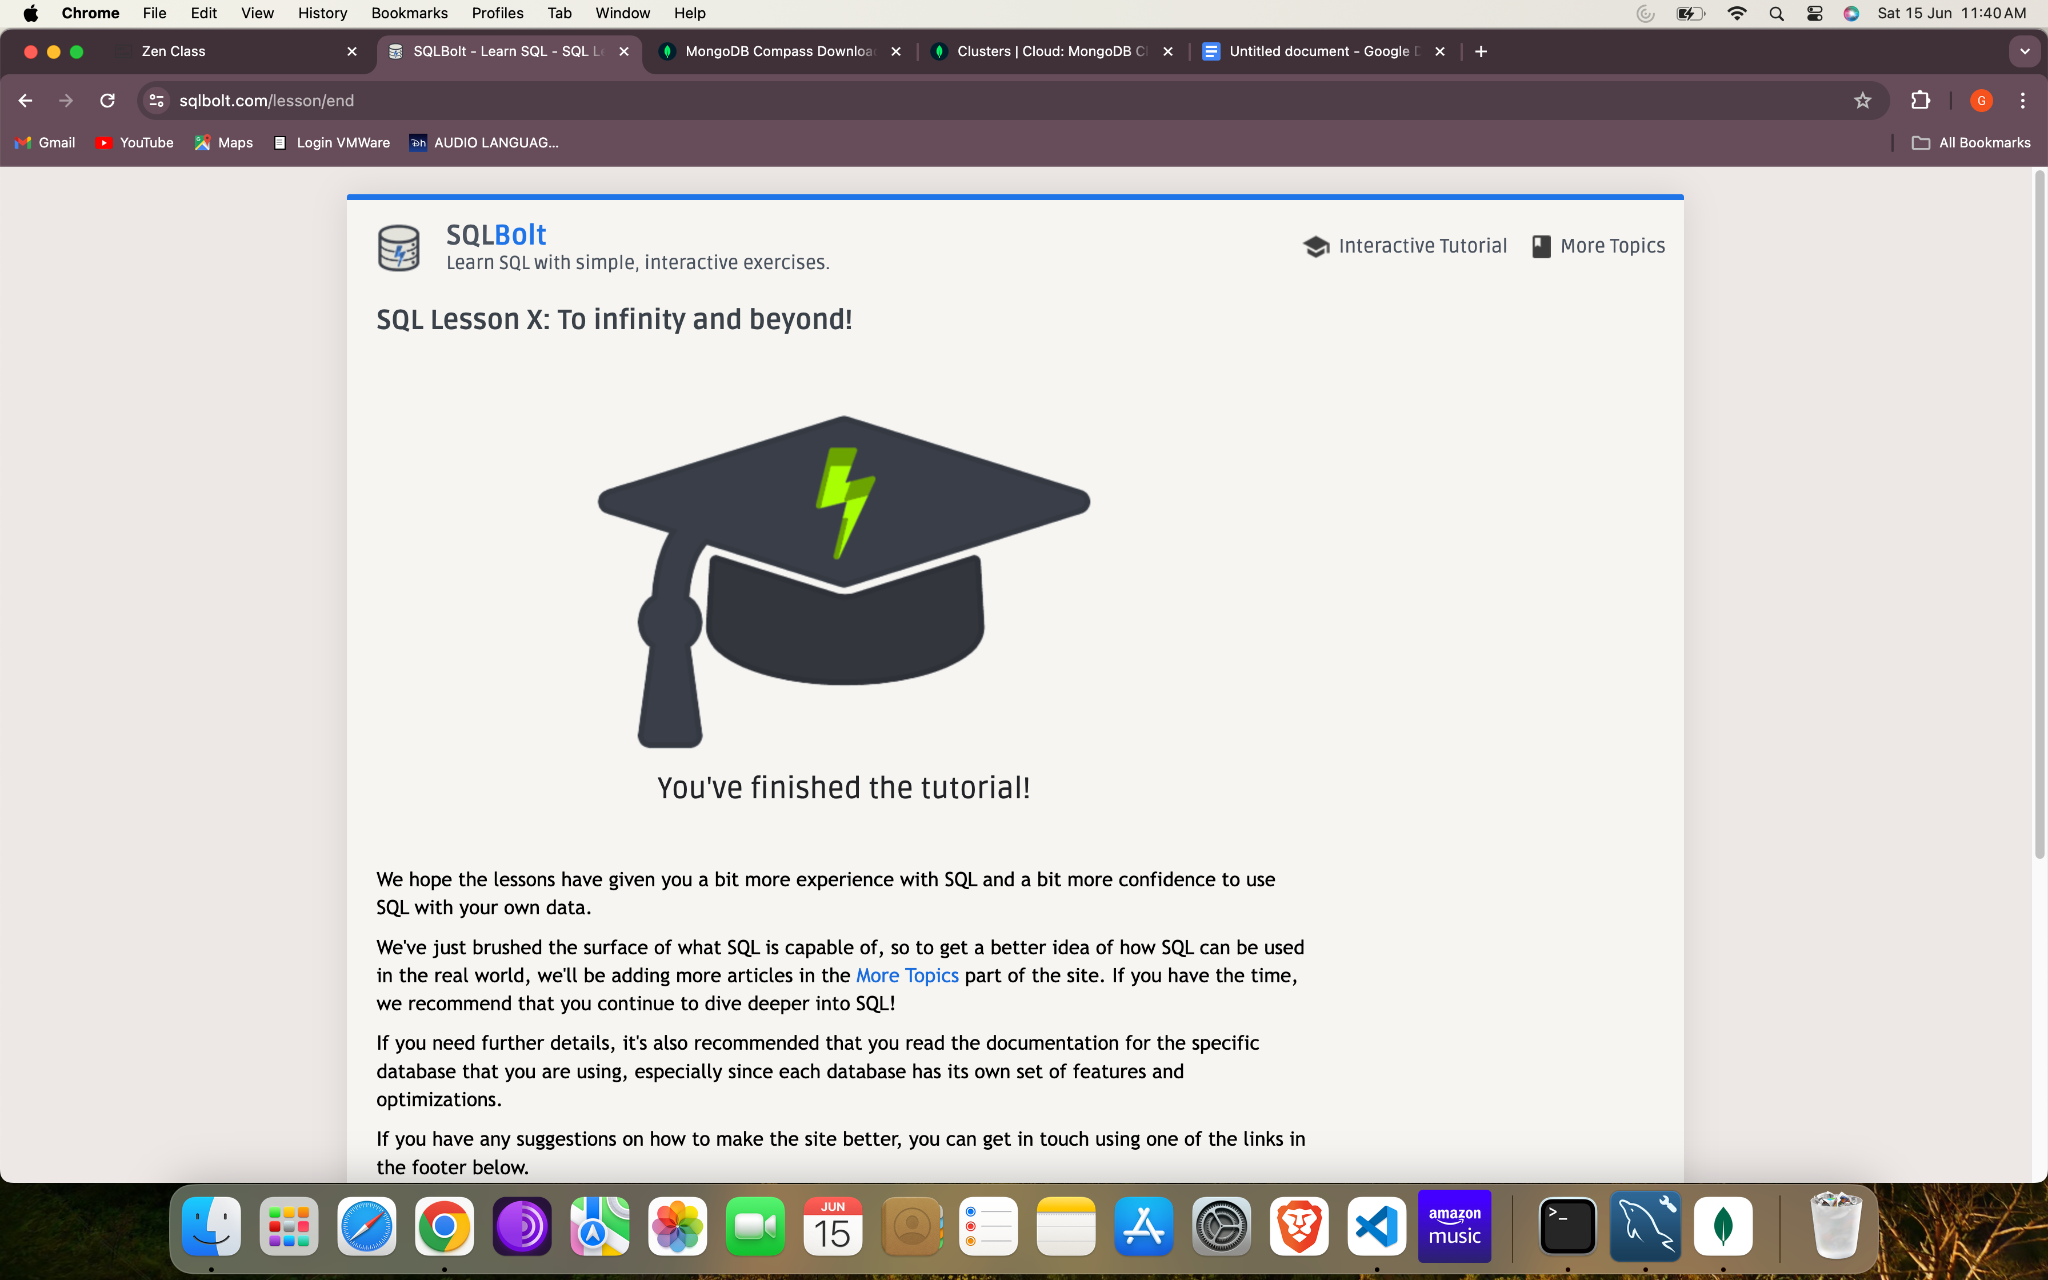 Chrome File Edit View History Bookmarks Profiles Tab Window Help Sat 15 Jun 11:40 AM
Zen Class SQLBolt - Learn SQL - SQL Le MongoDB Compass Downloa Clusters | Cloud: MongoDB Cl Untitled document - Google D
sqlbolt.com/lesson/end G
Gmail YouTube Maps Login VMWare AUDIO LANGUAG... All Bookmarks
SQLBolt
Learn SQL with simple, interactive exercises.
Interactive Tutorial More Topics
SQL Lesson X: To infinity and beyond!
You've finished the tutorial!
We hope the lessons have given you a bit more experience with SQL and a bit more confidence to use
SQL with your own data.
We've just brushed the surface of what SQL is capable of, so to get a better idea of how SQL can be used
in the real world, we'll be adding more articles in the More Topics part of the site. If you have the time,
we recommend that you continue to dive deeper into SQL!
If you need further details, it's also recommended that you read the documentation for the specific
database that you are using, especially since each database has its own set of features and
optimizations.
If you have any suggestions on how to make the site better, you can get in touch using one of the links in
the footer below.
JUN
15
amazon
music
>_